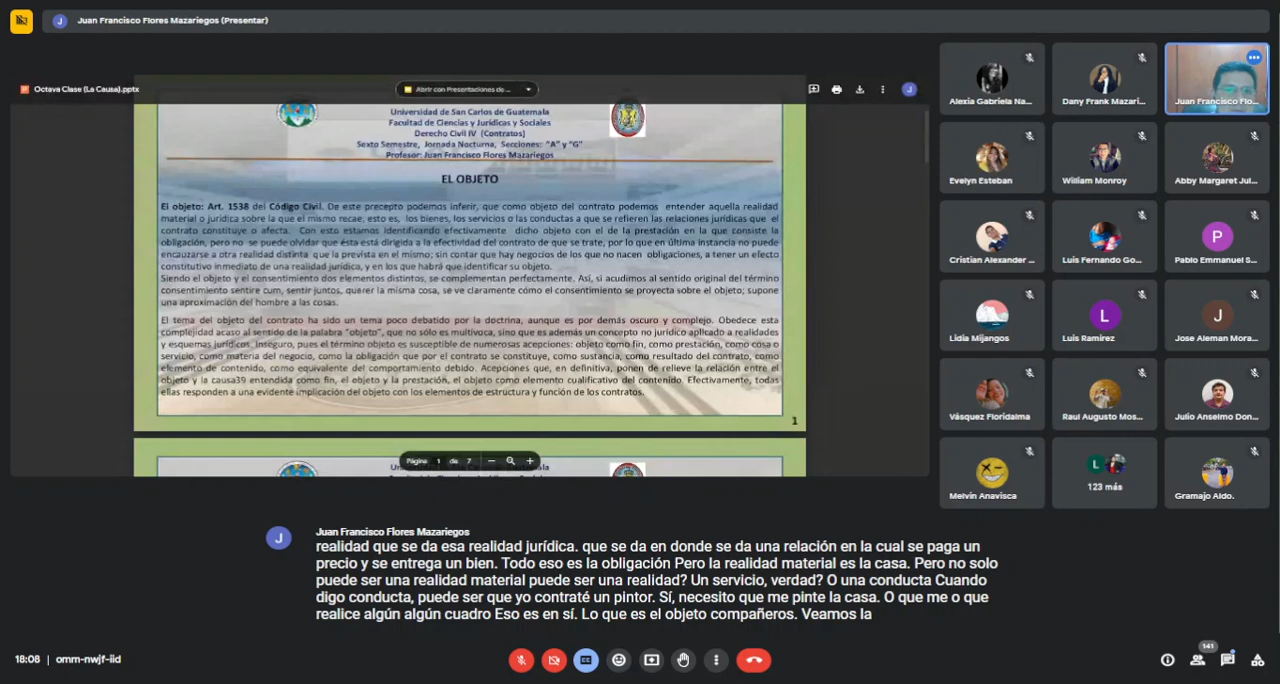 J Juan Francisco Flores Mazariegos (Presentar)
Octava Clase (La Causa).pptx
Abrir con Presentaciones de ...
J
Universidad de San Carlos de Guatemala
Facultad de Ciencias y Jurídicas y Sociales
Derecho Civil IV (Contratos)
Sexto Semestre, Jornada Nocturna, Secciones: "A" y "G"
Profesor: Juan Francisco Flores Mazariegos
EL OBJETO
El objeto: Art. 1538 del Código Civil. De este precepto podemos inferir, que como objeto del contrato podemos entender aquella realidad
material o jurídica sobre la que el mismo recae, esto es, los bienes, los servicios o las conductas a que se refieren las relaciones jurídicas que el
contrato constituye o afecta. Con esto estamos identificando efectivamente dicho objeto con el de la prestación en la que consiste la
obligación, pero no se puede olvidar que ésta está dirigida a la efectividad del contrato de que se trate, por lo que en última instancia no puede
encauzarse a otra realidad distinta que la prevista en el mismo; sin contar que hay negocios de los que no nacen obligaciones, a tener un efecto
constitutivo inmediato de una realidad jurídica, y en los que habrá que identificar su objeto.
Siendo el objeto y el consentimiento dos elementos distintos, se complementan perfectamente. Así, si acudimos al sentido original del término
consentimiento sentire cum, sentir juntos, querer la misma cosa, se ve claramente cómo el consentimiento se proyecta sobre el objeto; supone
una aproximación del hombre a las cosas.
El tema del objeto del contrato ha sido un tema poco debatido por la doctrina, aunque es por demás oscuro y complejo. Obedece esta
complejidad acaso al sentido de la palabra "objeto", que no sólo es multívoca, sino que es además un concepto no jurídico aplicado a realidades
y esquemas jurídicos. Inseguro, pues el término objeto es susceptible de numerosas acepciones: objeto como fin, como prestación, como cosa o
servicio, como materia del negocio, como la obligación que por el contrato se constituye, como sustancia, como resultado del contrato, como
elemento de contenido, como equivalente del comportamiento debido. Acepciones que, en definitiva, ponen de relieve la relación entre el
objeto y la causa39 entendida como fin, el objeto y la prestación, el objeto como elemento cualificativo del contenido. Efectivamente, todas
ellas responden a una evidente implicación del objeto con los elementos de estructura y función de los contratos.
1
Página 1 de 7
Alexia Gabriela Na...
Dany Frank Mazari...
Juan Francisco Flo...
Evelyn Esteban
William Monroy
Abby Margaret Jul...
Cristian Alexander ...
Luis Fernando Go...
P
Pablo Emmanuel S...
Lidia Mijangos
L
Luis Ramirez
J
Jose Aleman Mora...
Vásquez Floridalma
Raul Augusto Mos...
Julio Anselmo Don...
Melvin Anavisca
L
123 más
Gramajo Aldo.
J
Juan Francisco Flores Mazariegos
realidad que se da esa realidad jurídica. que se da en donde se da una relación en la cual se paga un
precio y se entrega un bien. Todo eso es la obligación Pero la realidad material es la casa. Pero no solo
puede ser una realidad material puede ser una realidad? Un servicio, verdad? O una conducta Cuando
digo conducta, puede ser que yo contraté un pintor. Sí, necesito que me pinte la casa. O que me o que
realice algún algún cuadro Eso es en sí. Lo que es el objeto compañeros. Veamos la
18:08 | omm-nwjf-iid
CC
141